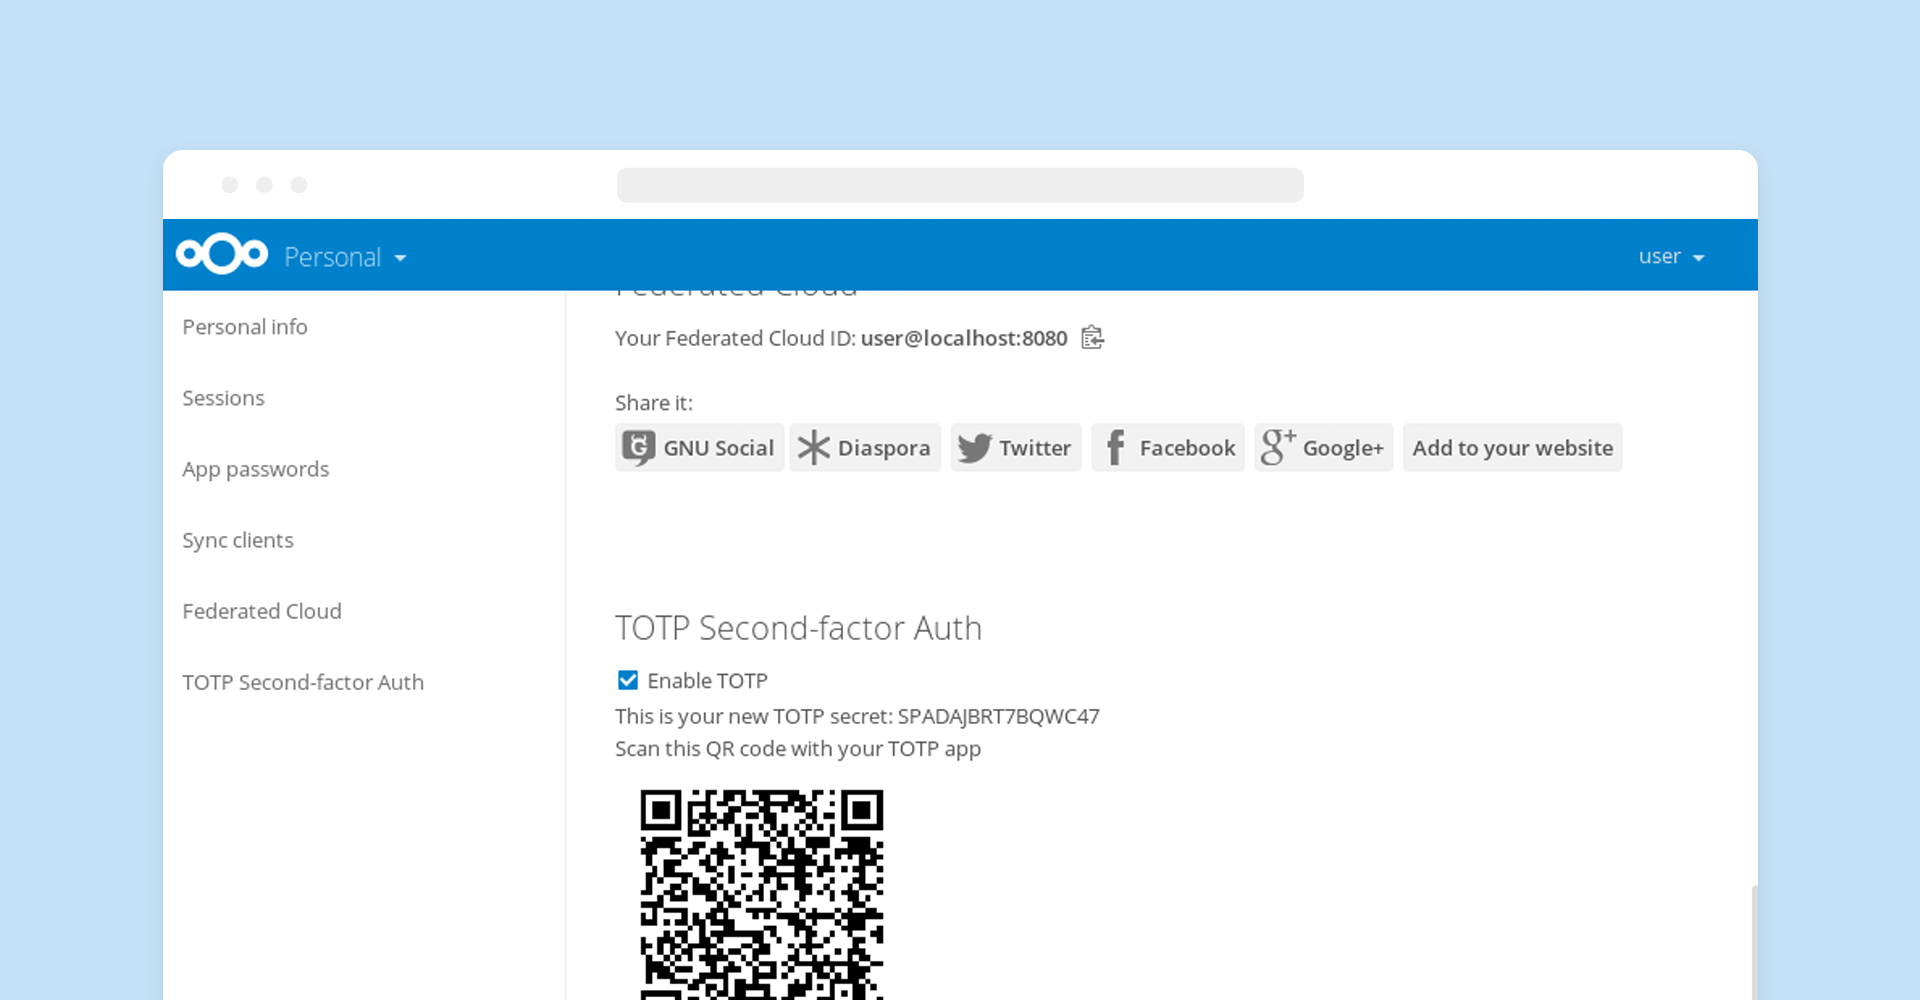 Personal
user
Personal info
Sessions
App passwords
Sync clients
Federated Cloud
TOTP Second-factor Auth
Federated Cloud
Your Federated Cloud ID: user@localhost:8080
Share it:
GNU Social Diaspora Twitter Facebook Google+ Add to your website
TOTP Second-factor Auth
Enable TOTP
This is your new TOTP secret: SPADAJBRT7BQWC47
Scan this QR code with your TOTP app